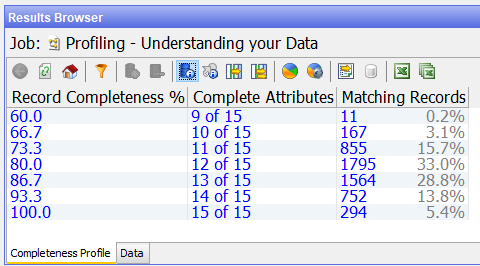 Results Browser
Job: Profiling - Understanding your Data
Record Completeness % Complete Attributes Matching Records
60.0 9 of 15 11 0.2%
66.7 10 of 15 167 3.1%
73.3 11 of 15 855 15.7%
80.0 12 of 15 1795 33.0%
86.7 13 of 15 1564 28.8%
93.3 14 of 15 752 13.8%
100.0 15 of 15 294 5.4%
Completeness Profile Data